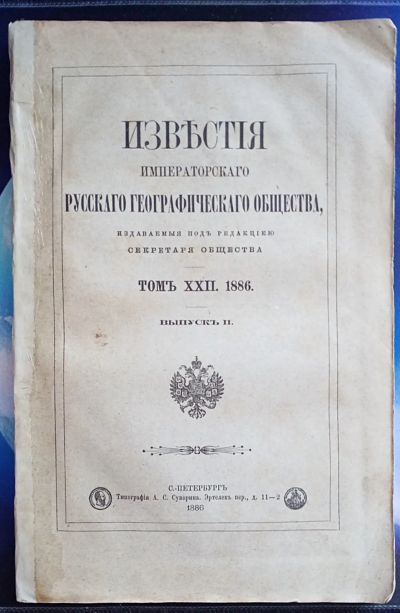 ИЗВѢСТІЯ
ИМПЕРАТОРСКАГО
РУССКАГО ГЕОГРАФИЧЕСКАГО ОБЩЕСТВА,
ИЗДАВАЕМЫЯ ПОДЪ РЕДАКЦІЕЮ
СЕКРЕТАРЯ ОБЩЕСТВА
ТОМЪ XXII. 1886.
ВЫПУСКЪ II.
С.-ПЕТЕРБУРГЪ
Типографія А. С. Суворина. Эртелевъ пер., д. 11—2
1886